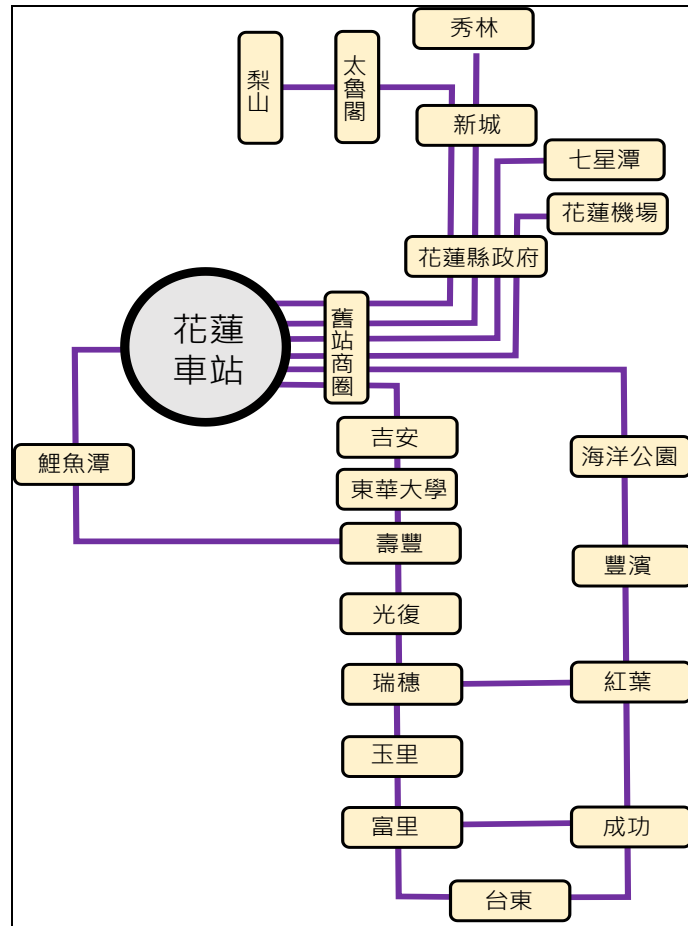 秀林
梨山
太魯閣
新城
七星潭
花蓮機場
花蓮縣政府
花蓮
車站
舊站商圈
吉安
鯉魚潭
海洋公園
東華大學
壽豐
豐濱
光復
瑞穗
紅葉
玉里
富里
成功
台東